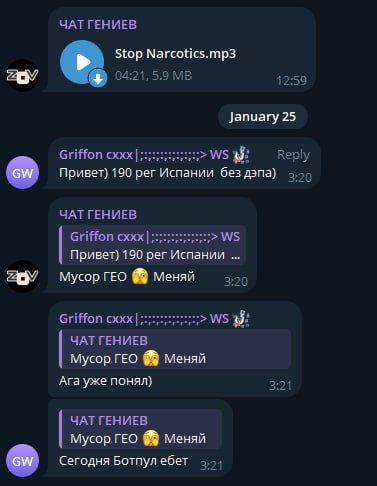 ЧАТ ГЕНИЕВ
Stop Narcotics.mp3
04:21, 5.9 MB
12:59
ZOV
January 25
Griffon cxxx|;:;:;:;:;:;:;:;:;> WS
Reply
GW
Привет) 190 рег Испании без дэпа)
3:20
ЧАТ ГЕНИЕВ
Griffon cxxx|;:;:;:;:;:;:;:;:;> WS
Привет) 190 рег Испании ...
Мусор ГЕО 🫣 Меняй
3:20
ZOV
Griffon cxxx|;:;:;:;:;:;:;:;:;> WS
ЧАТ ГЕНИЕВ
Мусор ГЕО 🫣 Меняй
Ага уже понял)
3:21
ЧАТ ГЕНИЕВ
Мусор ГЕО 🫣 Меняй
Сегодня Ботпул ебет
3:21
GW